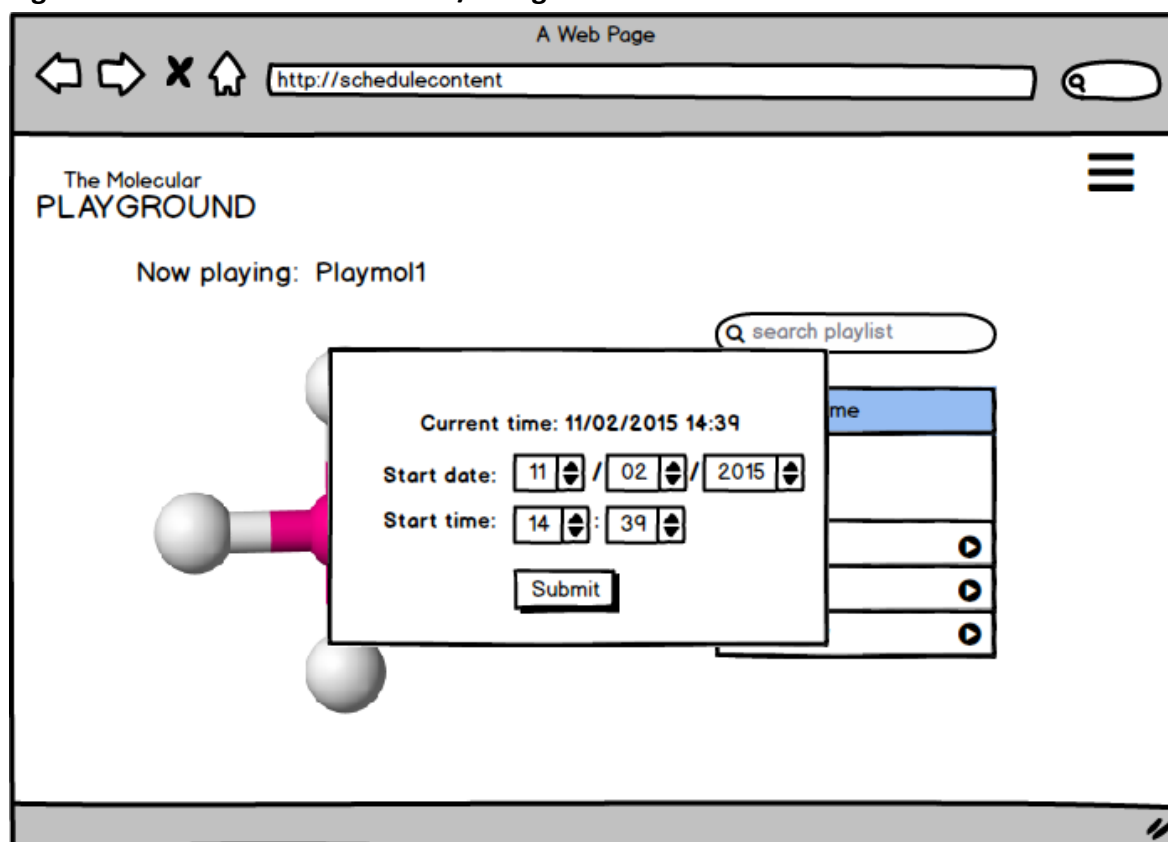 A Web Page
http://schedulecontent
The Molecular
PLAYGROUND
Now playing: Playmol1
search playlist
me
Current time: 11/02/2015 14:39
Start date: 11 / 02 / 2015
Start time: 14 : 39
Submit